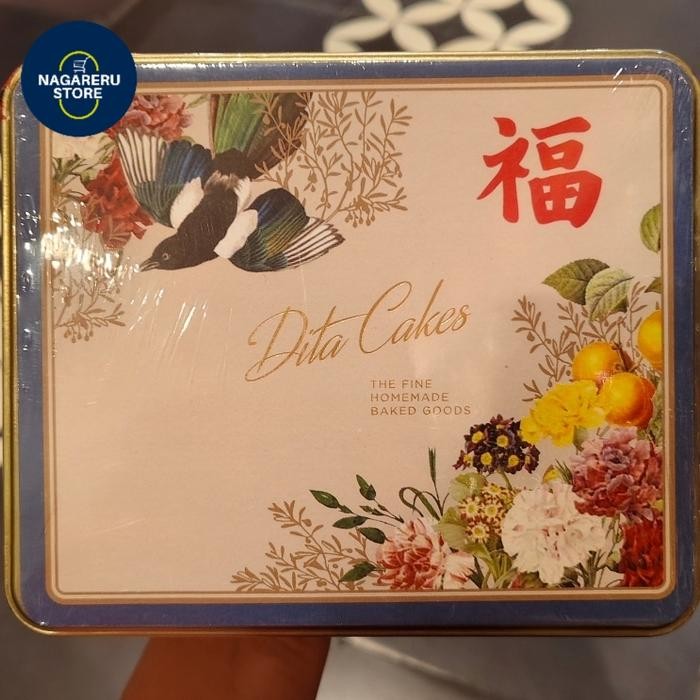 NAGARERU
STORE
福
Dita Cakes
THE FINE
HOMEMADE
BAKED GOODS